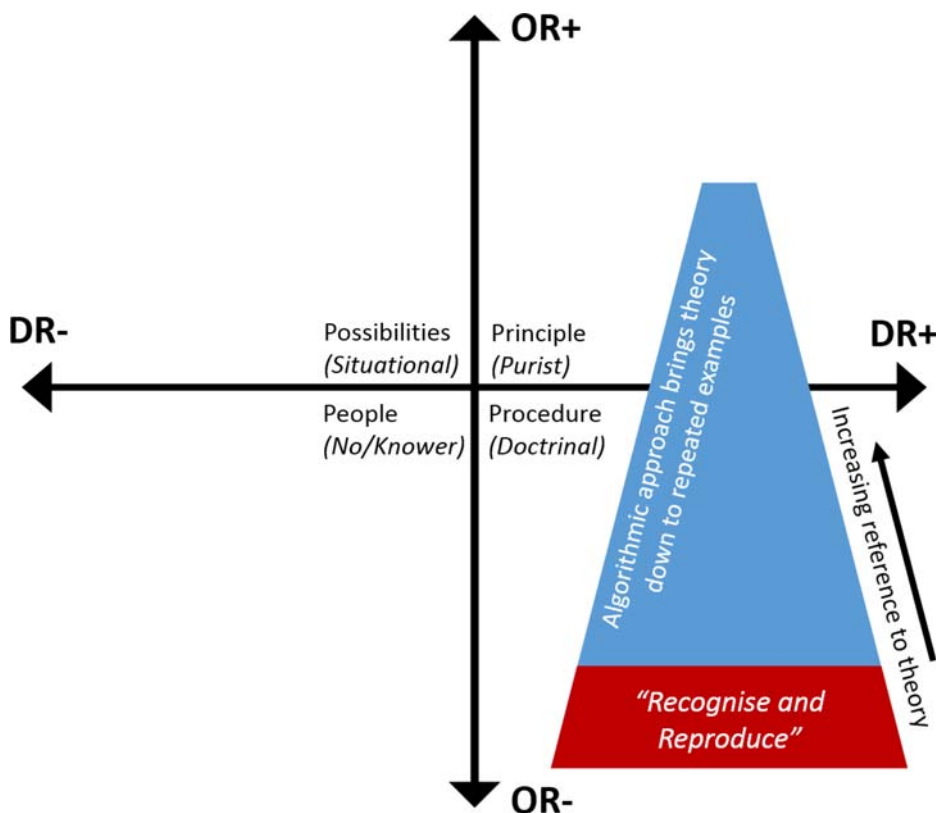 OR+
DR-
DR+
Possibilities
(Situational)
Principle
(Purist)
People
(No/Knower)
Procedure
(Doctrinal)
Algorithmic approach brings theory
down to repeated examples
Increasing reference to theory
“Recognise and
Reproduce”
OR-